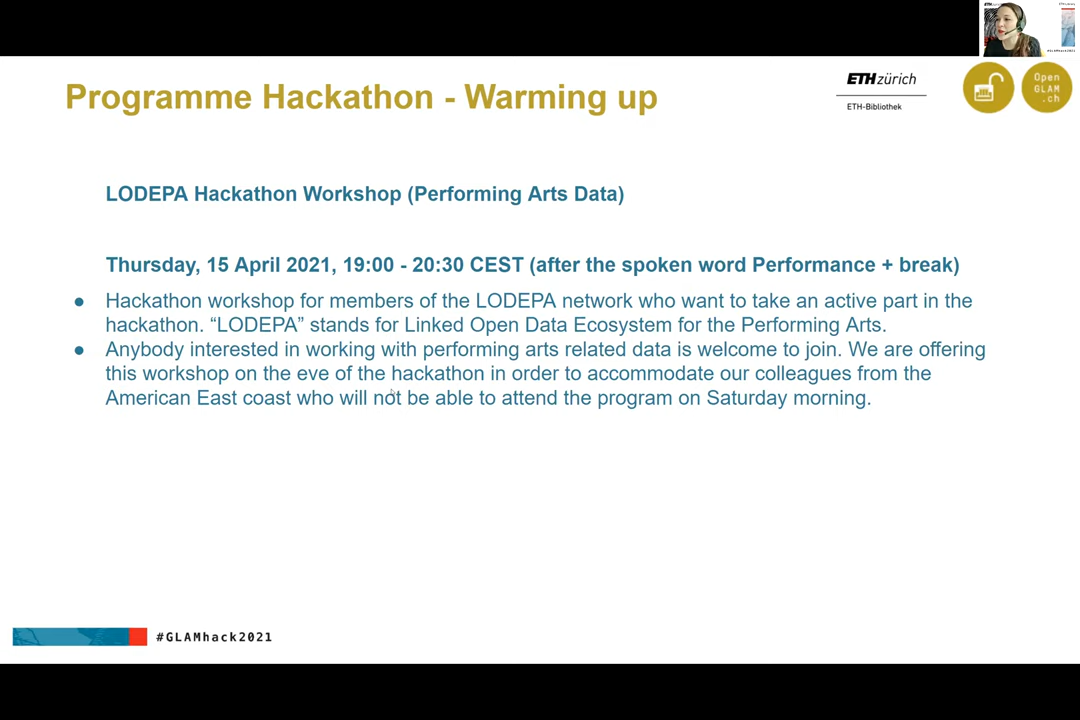 Programme Hackathon - Warming up
ETH zürich
ETH-Bibliothek
Open
GLAM
.ch
LODEPA Hackathon Workshop (Performing Arts Data)
Thursday, 15 April 2021, 19:00 - 20:30 CEST (after the spoken word Performance + break)
● Hackathon workshop for members of the LODEPA network who want to take an active part in the
hackathon. “LODEPA” stands for Linked Open Data Ecosystem for the Performing Arts.
● Anybody interested in working with performing arts related data is welcome to join. We are offering
this workshop on the eve of the hackathon in order to accommodate our colleagues from the
American East coast who will not be able to attend the program on Saturday morning.
#GLAMhack2021